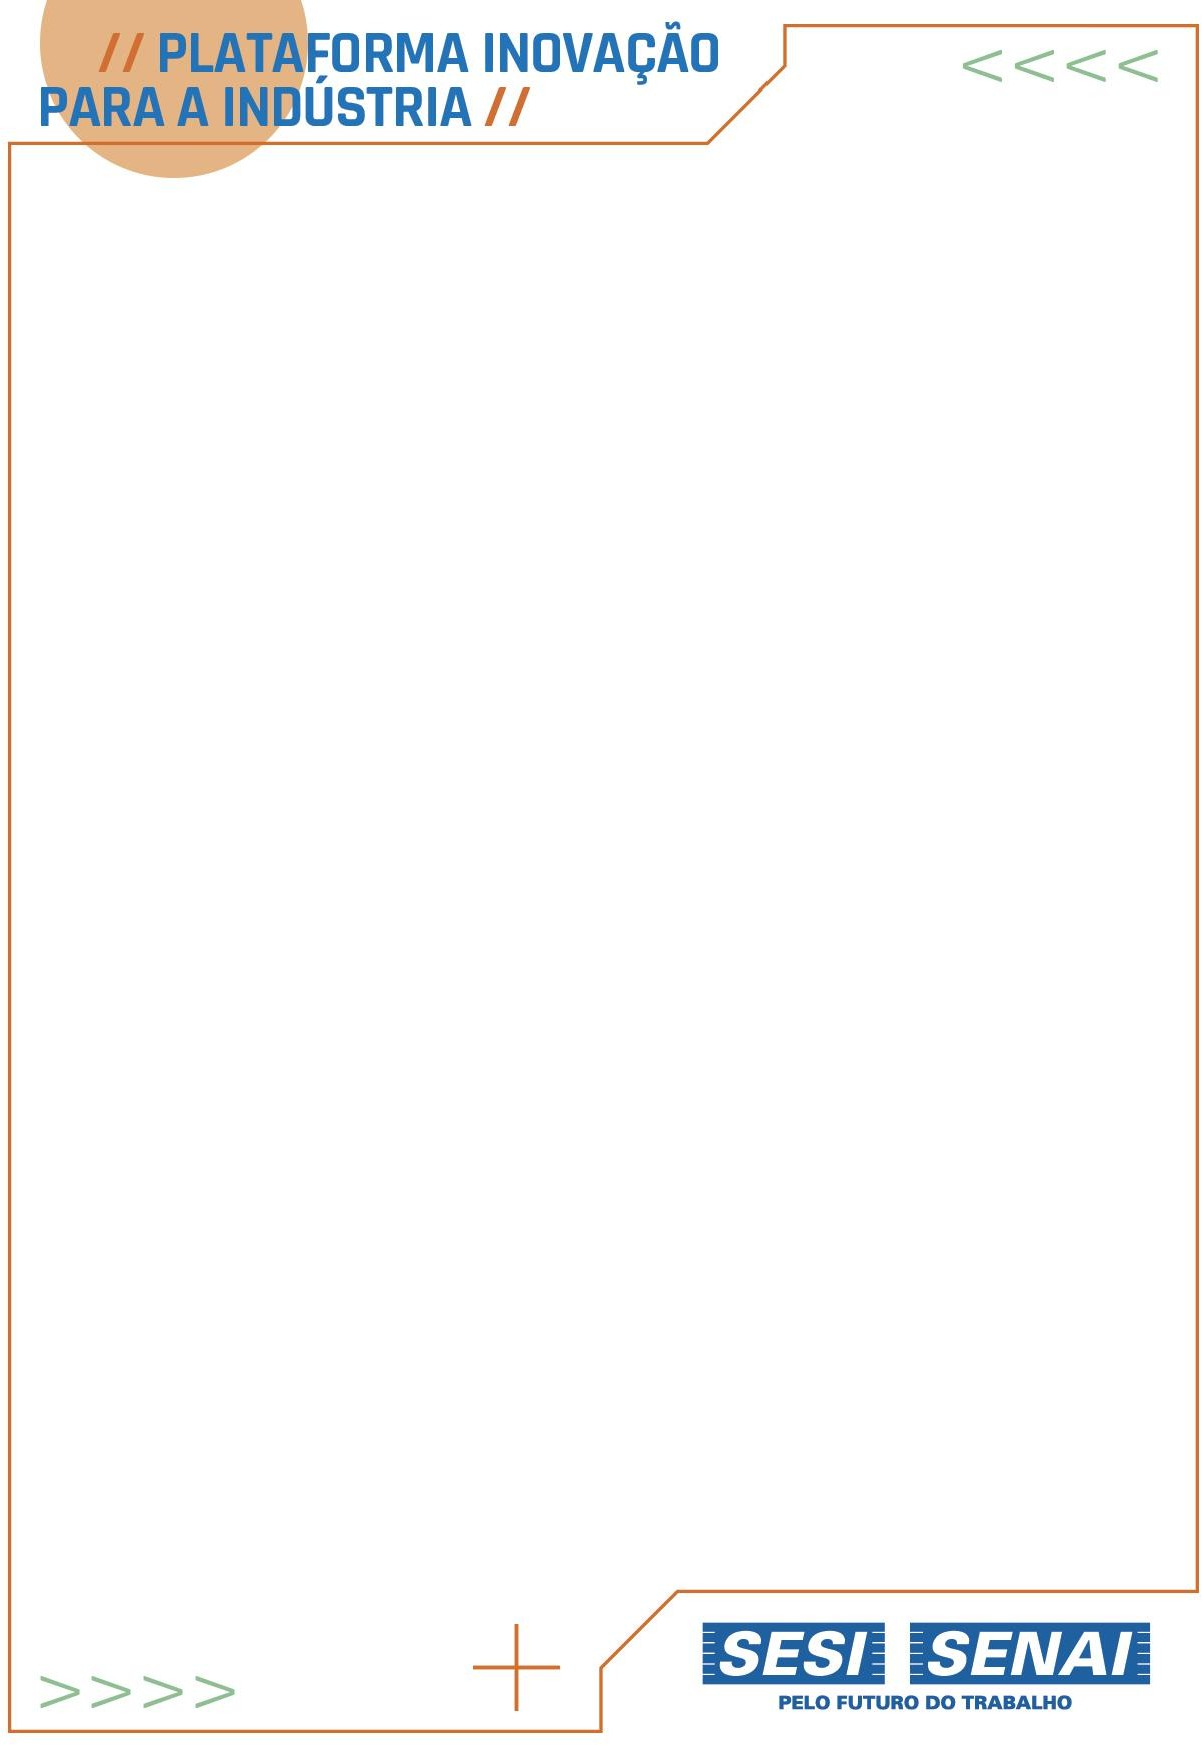 // PLATAFORMA INOVAÇÃO
PARA A INDÚSTRIA //
<<<<
>>>>
SESI SENAI
PELO FUTURO DO TRABALHO